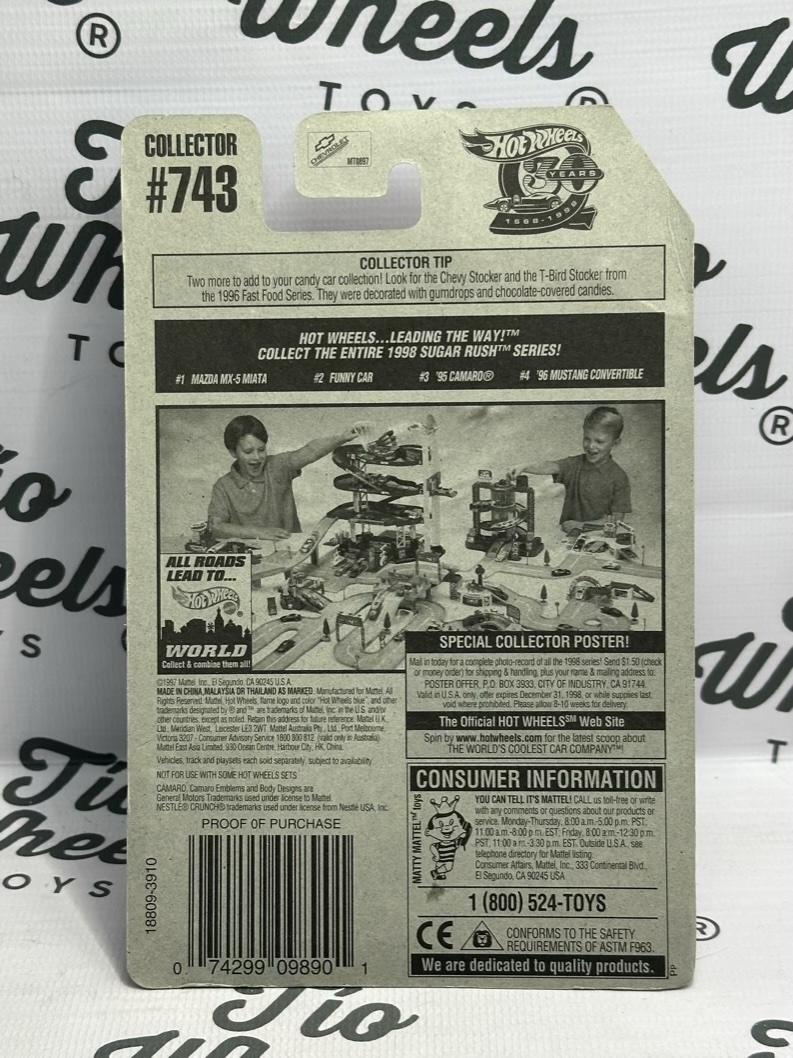 Wheels
®
TOYS
®
COLLECTOR
#743
CHEVROLET
MT0897
HOT WHEELS
30 YEARS
1968-1998
COLLECTOR TIP
Two more to add to your candy car collection! Look for the Chevy Stocker and the T-Bird Stocker from
the 1996 Fast Food Series. They were decorated with gumdrops and chocolate-covered candies.
HOT WHEELS...LEADING THE WAY!™
COLLECT THE ENTIRE 1998 SUGAR RUSH™ SERIES!
#1 MAZDA MX-5 MIATA #2 FUNNY CAR #3 '95 CAMARO® #4 '96 MUSTANG CONVERTIBLE
ALL ROADS
LEAD TO...
HOT WHEELS
WORLD
Collect & combine them all!
SPECIAL COLLECTOR POSTER!
Mail in today for a complete photo-record of all the 1998 series! Send $1.50 (check
or money order) for shipping & handling, plus your name & mailing address to:
POSTER OFFER, P.O. BOX 3933, CITY OF INDUSTRY, CA 91744.
Valid in U.S.A. only, offer expires December 31, 1998, or while supplies last,
void where prohibited. Please allow 8-10 weeks for delivery.
The Official HOT WHEELS℠ Web Site
Spin by www.hotwheels.com for the latest scoop about
THE WORLD'S COOLEST CAR COMPANY™!
©1997 Mattel, Inc., El Segundo, CA 90245 U.S.A.
MADE IN CHINA, MALAYSIA OR THAILAND AS MARKED. Manufactured for Mattel. All
Rights Reserved. Mattel, Hot Wheels, flame logo and color "Hot Wheels blue", and other
trademarks designated by ® and ™ are trademarks of Mattel, Inc. in the U.S. and/or
other countries, except as noted. Retain this address for future reference: Mattel U.K.
Ltd., Meridian West, Leicester LE3 2WT. Mattel Australia Pty., Ltd., Port Melbourne,
Victoria 3207 - Consumer Advisory Service 1800 800 812 (valid only in Australia).
Mattel East Asia Limited, 930 Ocean Centre, Harbour City, HK, China.
Vehicles, track and playsets each sold separately, subject to availability.
NOT FOR USE WITH SOME HOT WHEELS SETS
CAMARO, Camaro Emblems and Body Designs are
General Motors Trademarks used under license to Mattel.
NESTLÉ® CRUNCH® trademarks used under license from Nestlé USA, Inc.
PROOF OF PURCHASE
18809-3910
0 74299 09890 1
CONSUMER INFORMATION
MATTY MATTEL™ toys
YOU CAN TELL IT'S MATTEL! CALL us toll-free or write
with any comments or questions about our products or
service. Monday-Thursday, 8:00 a.m.-5:00 p.m. PST,
11:00 a.m.-8:00 p.m. EST; Friday, 8:00 a.m.-12:30 p.m.
PST, 11:00 a.m.-3:30 p.m. EST. Outside U.S.A., see
telephone directory for Mattel listing.
Consumer Affairs, Mattel, Inc., 333 Continental Blvd.,
El Segundo, CA 90245 USA
1 (800) 524-TOYS
CE
CONFORMS TO THE SAFETY
REQUIREMENTS OF ASTM F963.
We are dedicated to quality products.
PP
Tío